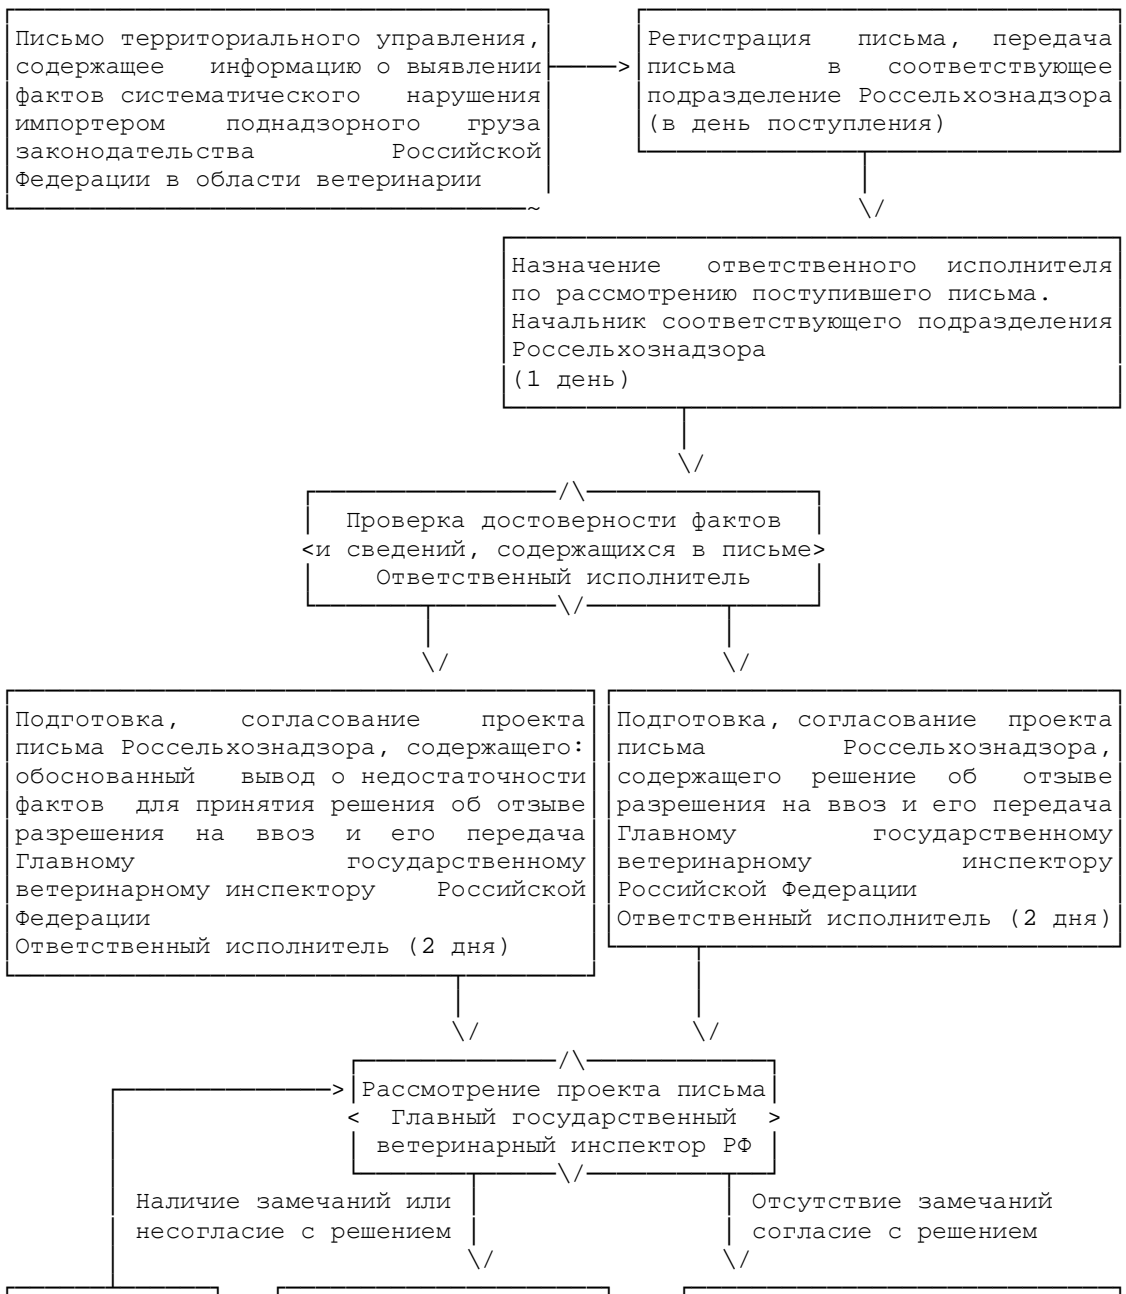 Письмо территориального управления,
содержащее информацию о выявлении
фактов систематического нарушения
импортером поднадзорного груза
законодательства Российской
Федерации в области ветеринарии
Регистрация письма, передача
письма в соответствующее
подразделение Россельхознадзора
(в день поступления)
Назначение ответственного исполнителя
по рассмотрению поступившего письма.
Начальник соответствующего подразделения
Россельхознадзора
(1 день)
Проверка достоверности фактов
и сведений, содержащихся в письме
Ответственный исполнитель
Подготовка, согласование проекта
письма Россельхознадзора, содержащего:
обоснованный вывод о недостаточности
фактов для принятия решения об отзыве
разрешения на ввоз и его передача
Главному государственному
ветеринарному инспектору Российской
Федерации
Ответственный исполнитель (2 дня)
Подготовка, согласование проекта
письма Россельхознадзора,
содержащего решение об отзыве
разрешения на ввоз и его передача
Главному государственному
ветеринарному инспектору
Российской Федерации
Ответственный исполнитель (2 дня)
Рассмотрение проекта письма
Главный государственный
ветеринарный инспектор РФ
Наличие замечаний или
несогласие с решением
Отсутствие замечаний
согласие с решением